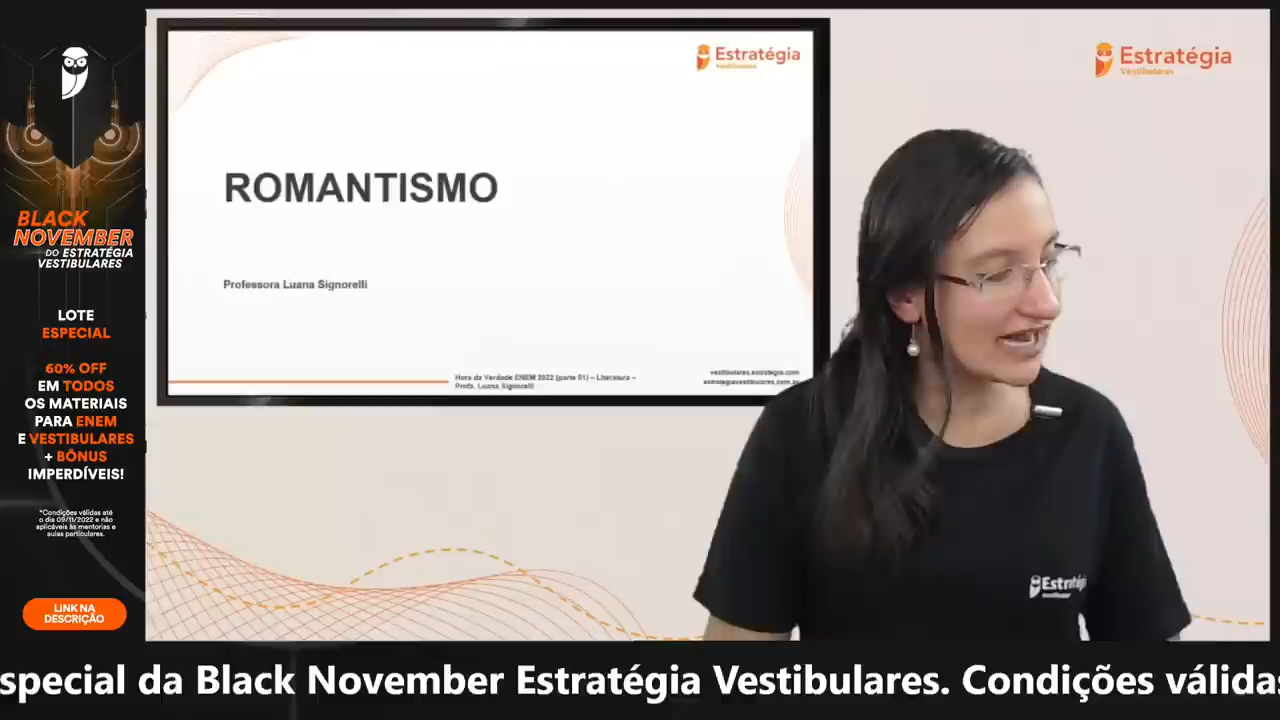 BLACK
NOVEMBER
DO ESTRATÉGIA
VESTIBULARES
LOTE
ESPECIAL
60% OFF
EM TODOS
OS MATERIAIS
PARA ENEM
E VESTIBULARES
+ BÔNUS
IMPERDÍVEIS!
*Condições válidas até
o dia 09/11/2022 e não
aplicáveis às mentorias e
aulas particulares.
LINK NA
DESCRIÇÃO
Estratégia
Vestibulares
ROMANTISMO
Professora Luana Signorelli
Hora da Verdade ENEM 2022 (parte 01) – Literatura –
Profa. Luana Signorelli
vestibulares.estrategia.com
estrategiavestibulares.com
Estratégia
Vestibulares
Estratégi
special da Black November Estratégia Vestibulares. Condições válidas